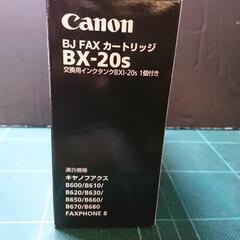 Canon
BJ FAX カートリッジ
BX-20s
交換用インクタンクBXI-20s 1個付き
適合機種
キヤノフアクス
B600/B610/
B620/B630/
B650/B660/
B670/B680
FAXPHONE 8